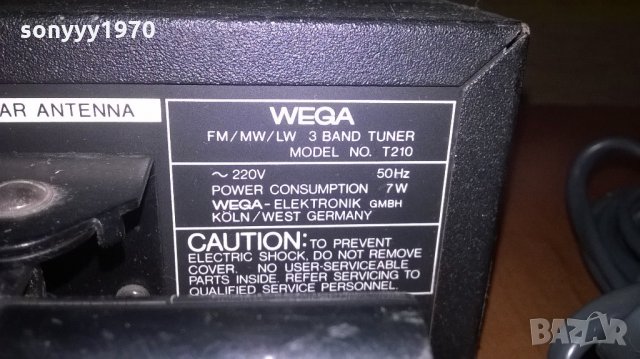 sonyyy1970
AR ANTENNA
WEGA
FM/MW/LW 3 BAND TUNER
MODEL NO. T210
~ 220V 50Hz
POWER CONSUMPTION 7W
WEGA-ELEKTRONIK GMBH
KÖLN/WEST GERMANY
CAUTION: TO PREVENT
ELECTRIC SHOCK, DO NOT REMOVE
COVER. NO USER-SERVICEABLE
PARTS INSIDE. REFER SERVICING TO
QUALIFIED SERVICE PERSONNEL.
BAZAR